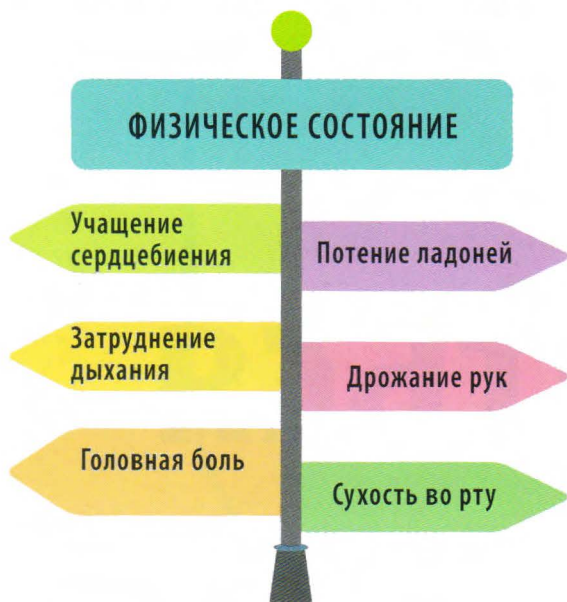 ФИЗИЧЕСКОЕ СОСТОЯНИЕ
Учащение
сердцебиения
Потение ладоней
Затруднение
дыхания
Дрожание рук
Головная боль
Сухость во рту